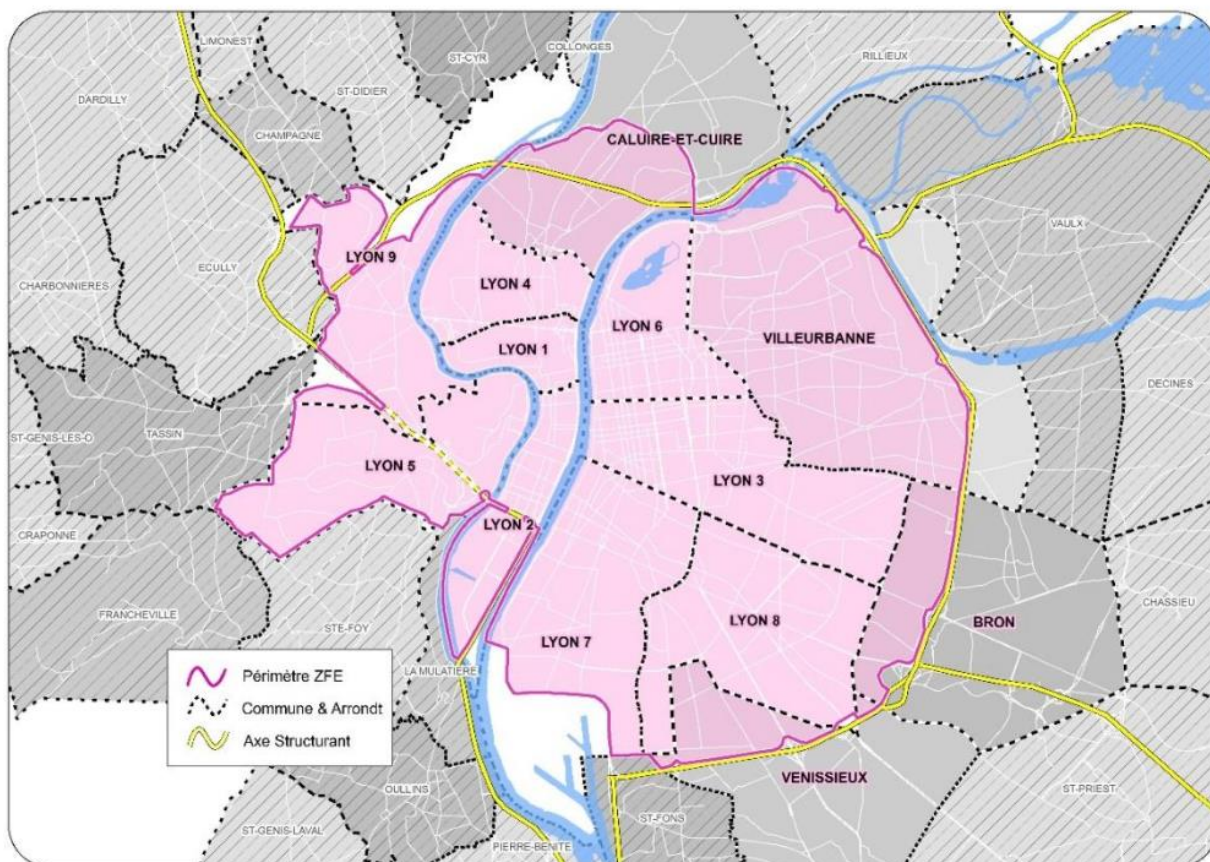 LIMONEST
ST-CYR
COLLONGES
RILLIEUX
DARDILLY
ST-DIDIER
CHAMPAGNE
CALUIRE-ET-CUIRE
VAULX
LYON 9
ECULLY
CHARBONNIERES
LYON 4
LYON 6
VILLEURBANNE
LYON 1
DECINES
ST-GENIS-LES-O
TASSIN
LYON 5
LYON 3
LYON 2
CRAPONNE
CHASSIEU
FRANCHEVILLE
STE-FOY
LYON 7
LYON 8
BRON
LA MULATIERE
Périmètre ZFE
Commune & Arrondt
Axe Structurant
VENISSIEUX
OULLINS
ST-PRIEST
ST-GENIS-LAVAL
ST-FONS
PIERRE-BENITE